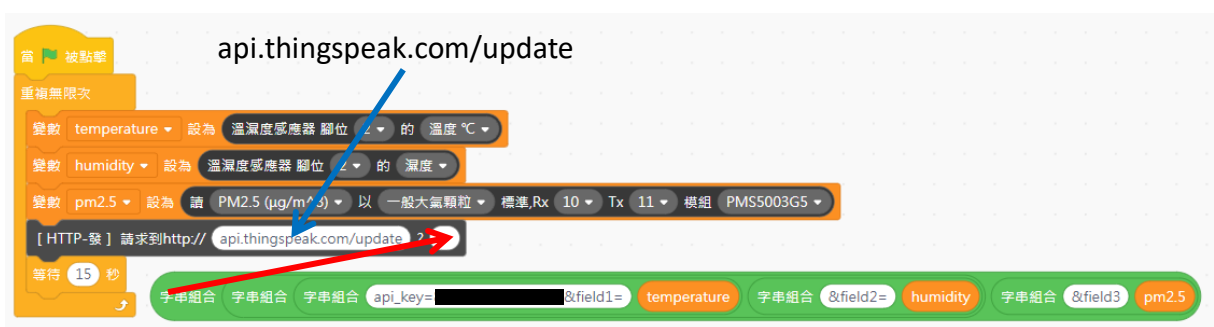 api.thingspeak.com/update
當 被點擊
重複無限次
變數 temperature 設為 溫濕度感應器 腳位 2 的 溫度 ℃
變數 humidity 設為 溫濕度感應器 腳位 2 的 濕度
變數 pm2.5 設為 讀 PM2.5 (μg/m^3) 以 一般大氣顆粒 標準,Rx 10 Tx 11 模組 PMS5003G5
[ HTTP-發 ] 請求到http:// api.thingspeak.com/update ?
等待 15 秒
字串組合 字串組合 字串組合 api_key= &field1= temperature 字串組合 &field2= humidity 字串組合 &field3 pm2.5